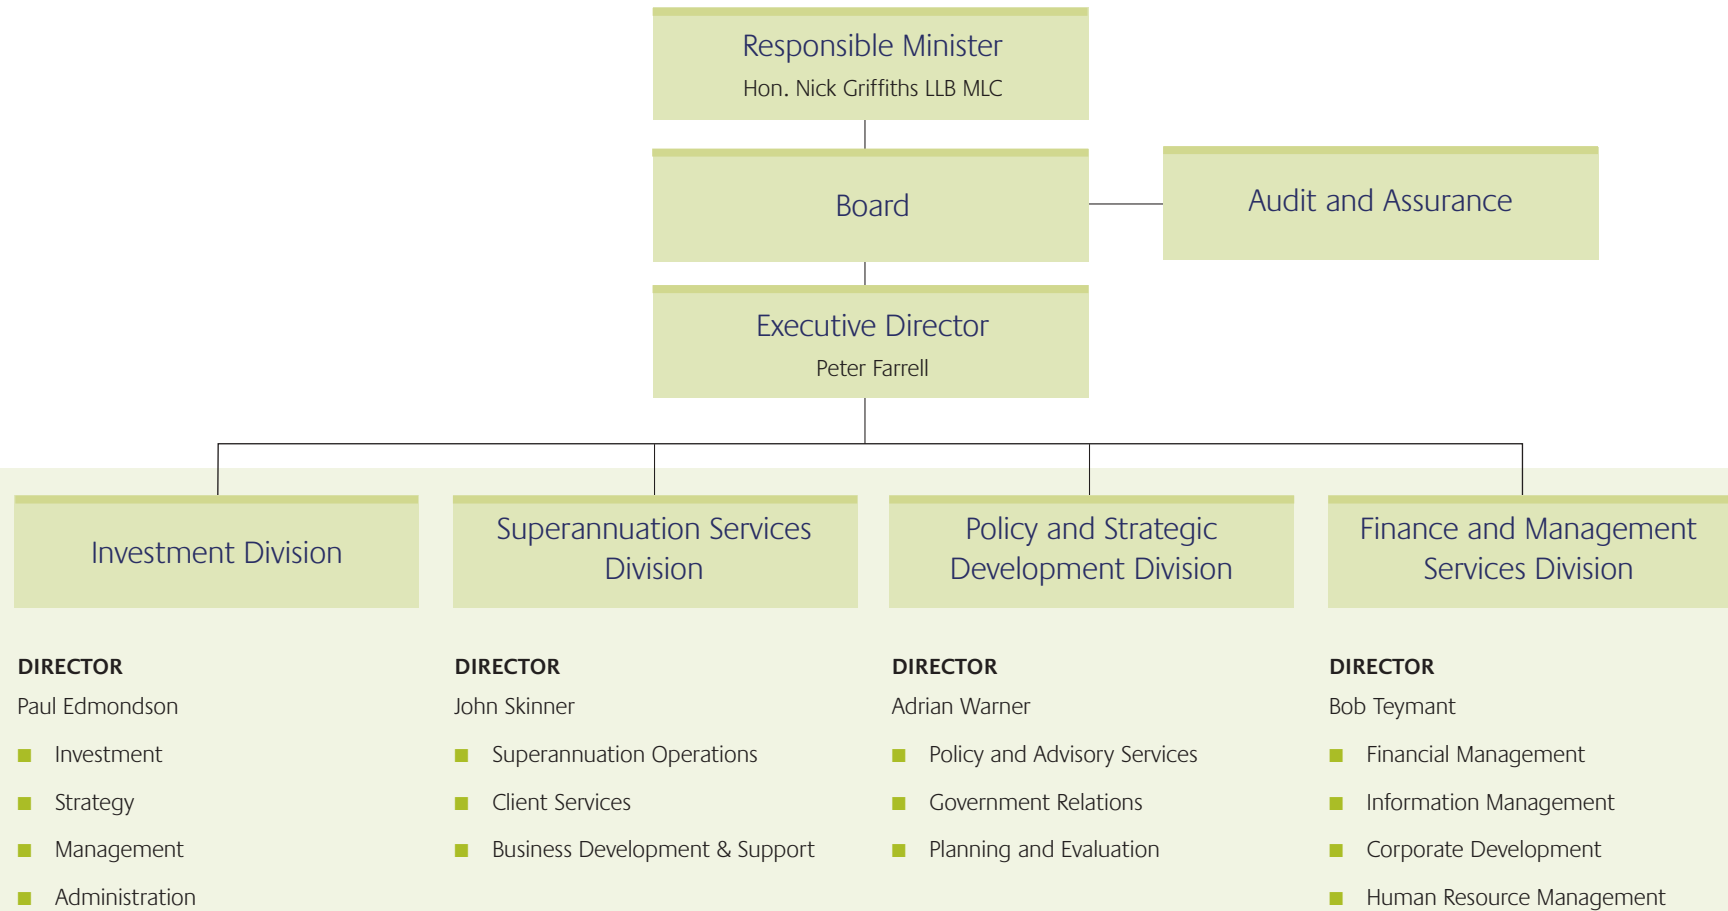 Responsible Minister
Hon. Nick Griffiths LLB MLC
Board
Audit and Assurance
Executive Director
Peter Farrell
Investment Division
Superannuation Services
Division
Policy and Strategic
Development Division
Finance and Management
Services Division
DIRECTOR
Paul Edmondson
Investment
Strategy
Management
Administration
DIRECTOR
John Skinner
Superannuation Operations
Client Services
Business Development & Support
DIRECTOR
Adrian Warner
Policy and Advisory Services
Government Relations
Planning and Evaluation
DIRECTOR
Bob Teymant
Financial Management
Information Management
Corporate Development
Human Resource Management